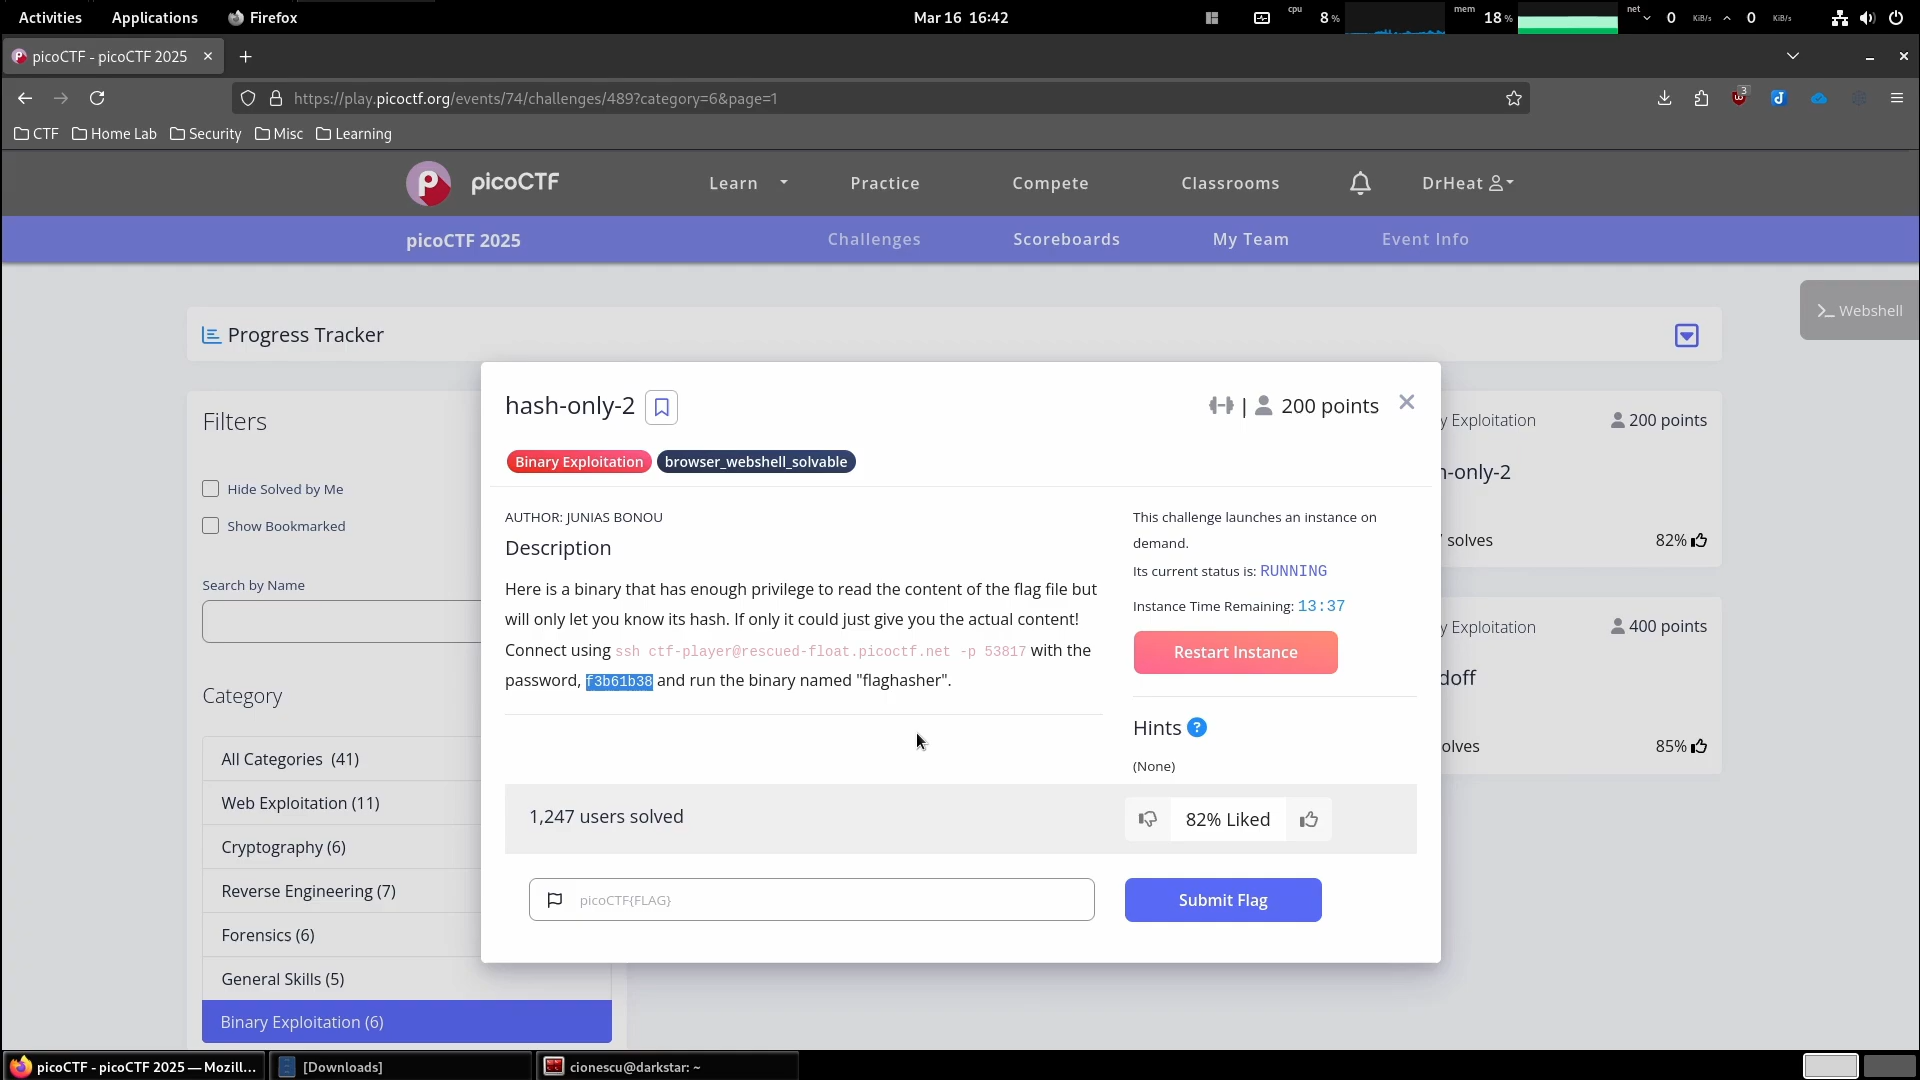 Activities Applications Firefox Mar 16 16:42 cpu 8 % mem 18 % net 0 KiB/s 0 KiB/s
picoCTF - picoCTF 2025
https://play.picoctf.org/events/74/challenges/489?category=6&page=1 3
CTF Home Lab Security Misc Learning
picoCTF Learn Practice Compete Classrooms DrHeat
picoCTF 2025 Challenges Scoreboards My Team Event Info
Webshell
Progress Tracker
Filters
Hide Solved by Me
Show Bookmarked
Search by Name
Category
All Categories (41)
Web Exploitation (11)
Cryptography (6)
Reverse Engineering (7)
Forensics (6)
General Skills (5)
Binary Exploitation (6)
hash-only-2 | 200 points
Binary Exploitation browser_webshell_solvable
AUTHOR: JUNIAS BONOU
Description
Here is a binary that has enough privilege to read the content of the flag file but
will only let you know its hash. If only it could just give you the actual content!
Connect using ssh ctf-player@rescued-float.picoctf.net -p 53817 with the
password, f3b61b38 and run the binary named "flaghasher".
This challenge launches an instance on
demand.
Its current status is: RUNNING
Instance Time Remaining: 13:37
Restart Instance
Hints ?
(None)
1,247 users solved
82% Liked
picoCTF{FLAG}
Submit Flag
y Exploitation 200 points
h-only-2
solves 82%
y Exploitation 400 points
doff
olves 85%
picoCTF - picoCTF 2025 — Mozill... [Downloads] cionescu@darkstar: ~